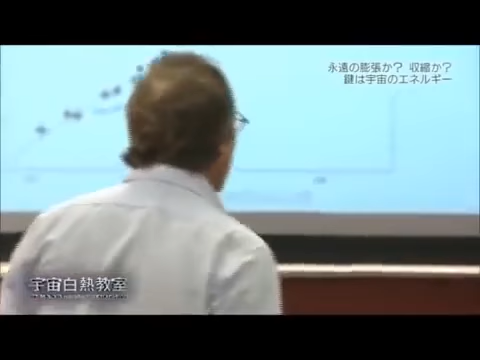 永遠の膨張か? 収縮か?
鍵は宇宙のエネルギー
宇宙白熱教室